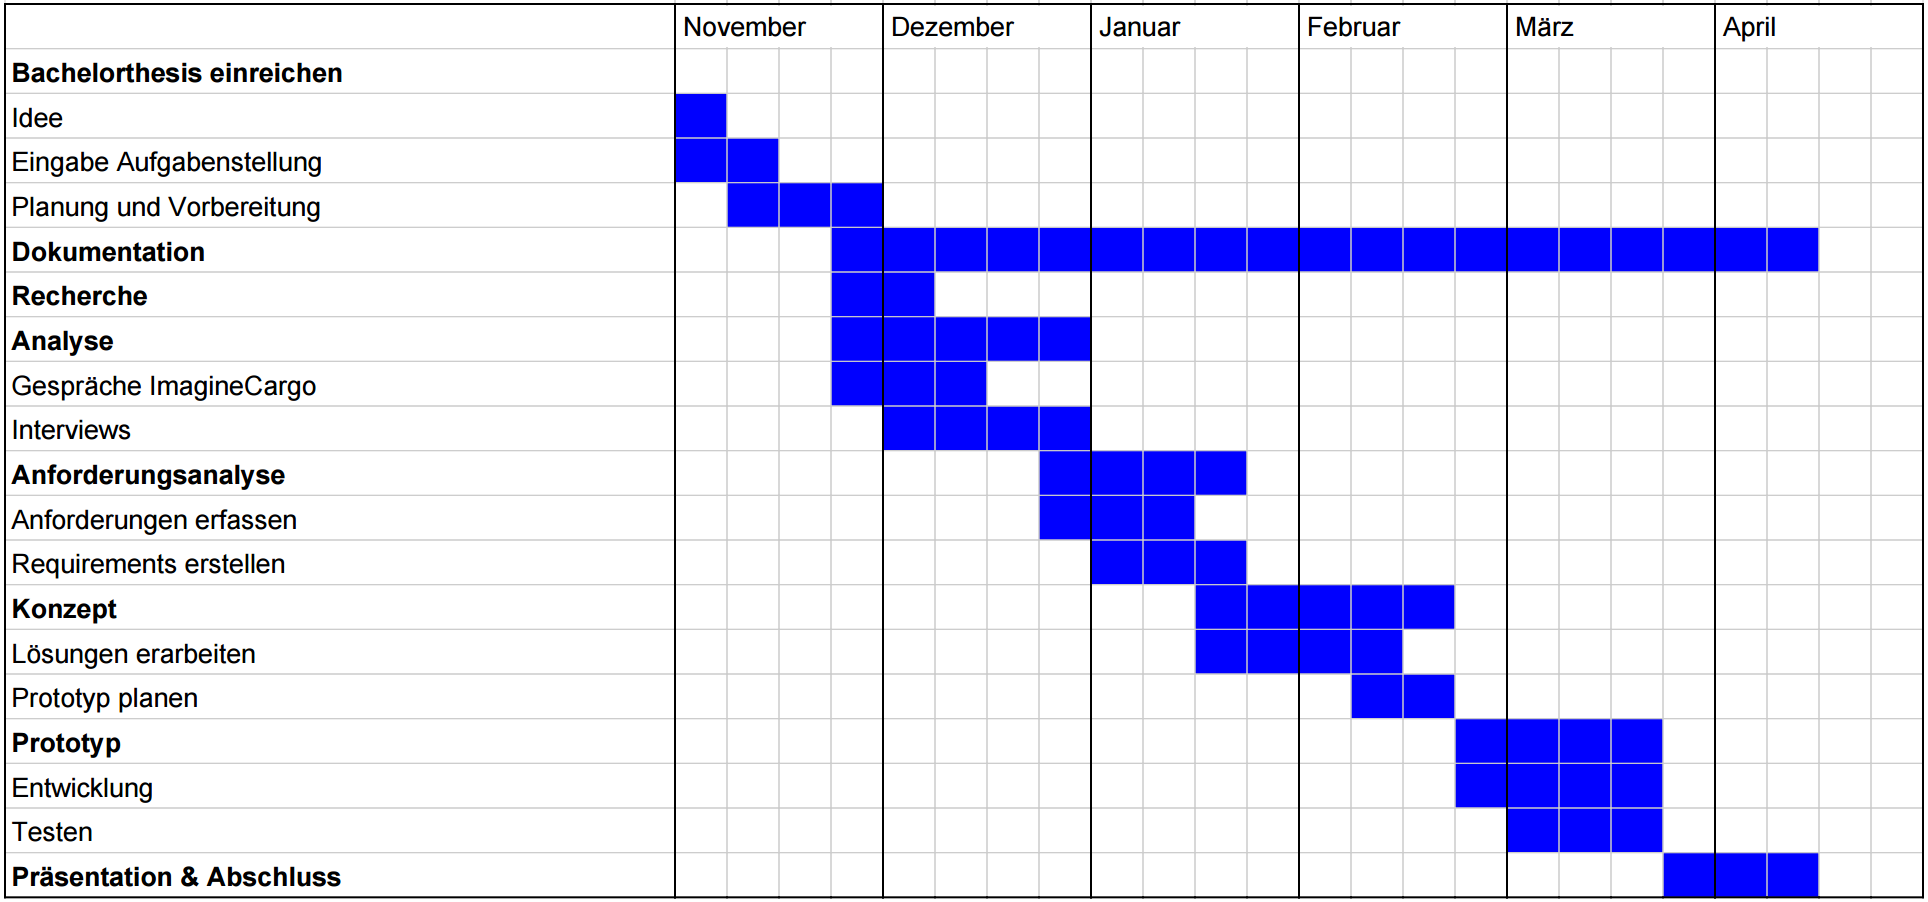 November Dezember Januar Februar März April
Bachelorthesis einreichen
Idee
Eingabe Aufgabenstellung
Planung und Vorbereitung
Dokumentation
Recherche
Analyse
Gespräche ImagineCargo
Interviews
Anforderungsanalyse
Anforderungen erfassen
Requirements erstellen
Konzept
Lösungen erarbeiten
Prototyp planen
Prototyp
Entwicklung
Testen
Präsentation & Abschluss